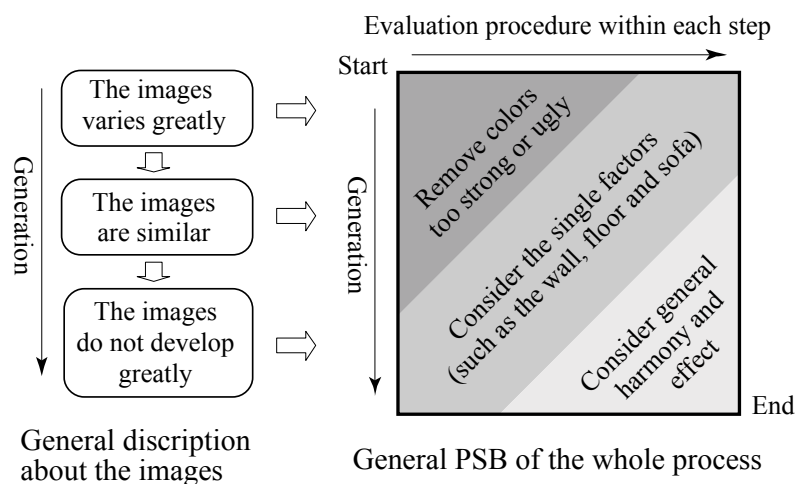 Evaluation procedure within each step
Start
The images
varies greatly
The images
are similar
The images
do not develop
greatly
Generation
Generation
Remove colors
too strong or ugly
Consider the single factors
(such as the wall, floor and sofa)
Consider general
harmony and
effect
End
General discription
about the images
General PSB of the whole process